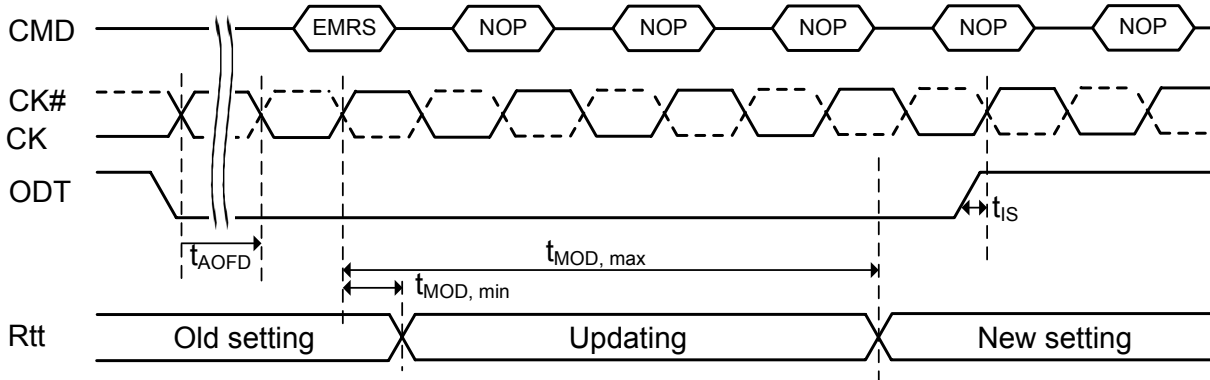 CMD EMRS NOP NOP NOP NOP NOP
CK#
CK
ODT
tIS
tAOFD
tMOD, max
tMOD, min
Rtt Old setting Updating New setting